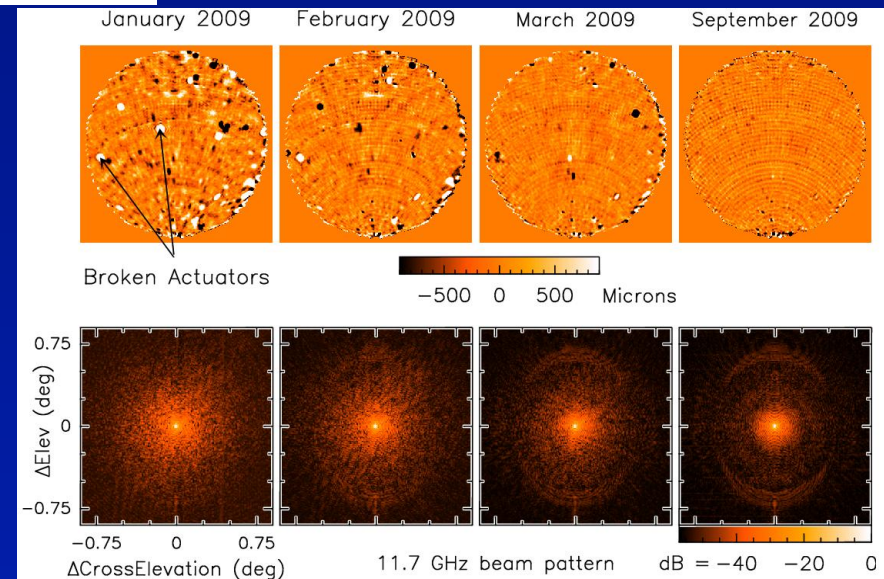 January 2009 February 2009 March 2009 September 2009
Broken Actuators
−500 0 500 Microns
0.75
0
−0.75
ΔElev (deg)
−0.75 0 0.75
ΔCrossElevation (deg)
11.7 GHz beam pattern
dB = −40 −20 0